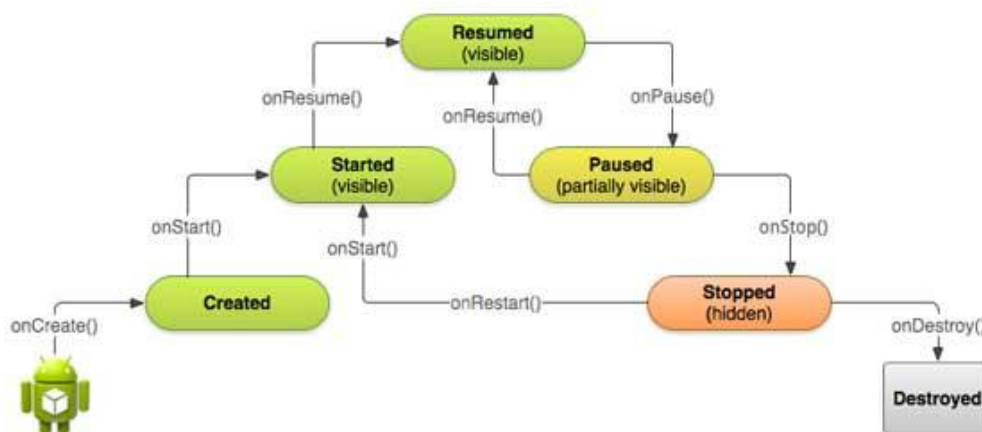 Resumed
(visible)
onResume()
onResume()
onPause()
Started
(visible)
Paused
(partially visible)
onStart()
onStart()
onStop()
Created
onRestart()
Stopped
(hidden)
onCreate()
onDestroy()
Destroyed